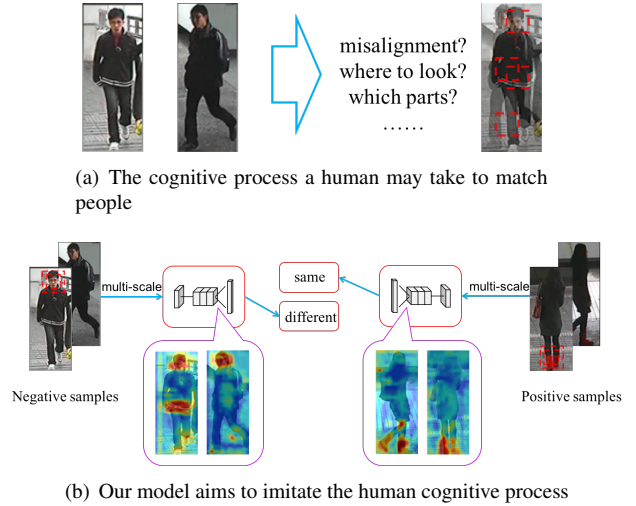 misalignment?
where to look?
which parts?
……
(a) The cognitive process a human may take to match
people
multi-scale
same
different
multi-scale
Negative samples
Positive samples
(b) Our model aims to imitate the human cognitive process